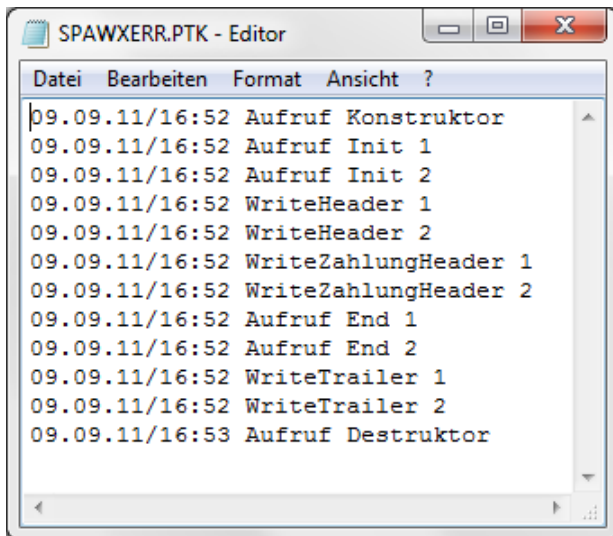 SPAWXERR.PTK - Editor
Datei Bearbeiten Format Ansicht ?
09.09.11/16:52 Aufruf Konstruktor
09.09.11/16:52 Aufruf Init 1
09.09.11/16:52 Aufruf Init 2
09.09.11/16:52 WriteHeader 1
09.09.11/16:52 WriteHeader 2
09.09.11/16:52 WriteZahlungHeader 1
09.09.11/16:52 WriteZahlungHeader 2
09.09.11/16:52 Aufruf End 1
09.09.11/16:52 Aufruf End 2
09.09.11/16:52 WriteTrailer 1
09.09.11/16:52 WriteTrailer 2
09.09.11/16:53 Aufruf Destruktor